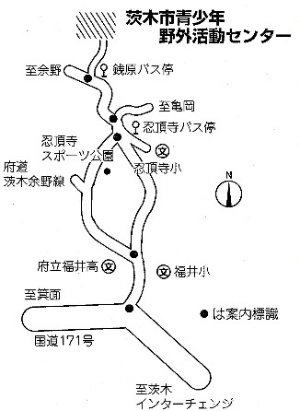 茨木市青少年
野外活動センター
至余野
銭原バス停
至亀岡
忍頂寺バス停
忍頂寺
スポーツ公園
忍頂寺小
府道
茨木余野線
N
府立福井高
文
福井小
文
文
至箕面
●は案内標識
国道171号
至茨木
インターチェンジ